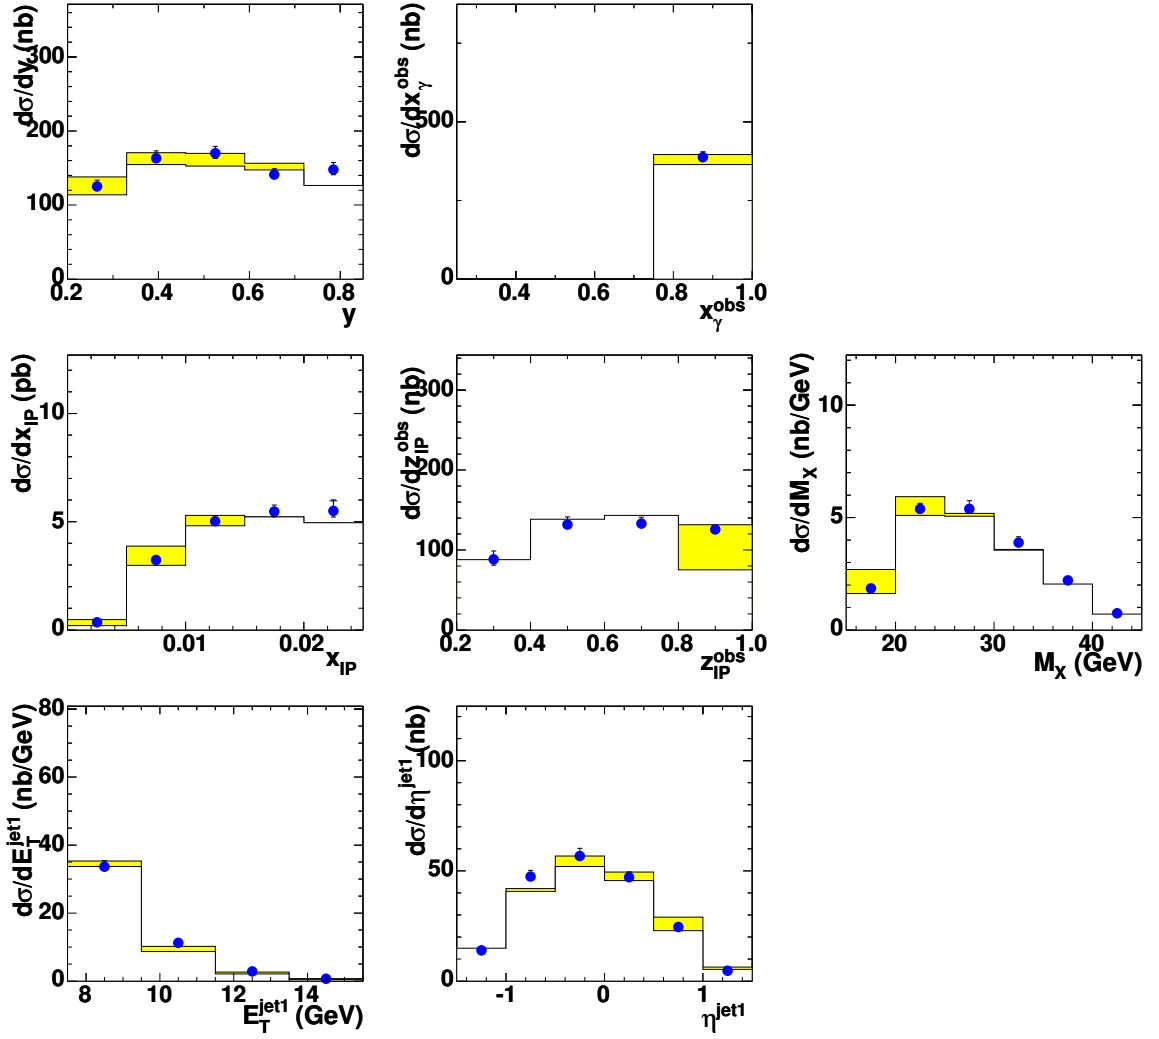 dσ/dy (nb)
300
200
100
0
0.2 0.4 0.6 0.8
y
dσ/dx_γ^obs (nb)
500
0
0.4 0.6 0.8 1.0
x_γ^obs
dσ/dx_IP (pb)
10
5
0
0.01 0.02
x_IP
dσ/dz_IP^obs (nb)
300
200
100
0
0.2 0.4 0.6 0.8 1.0
z_IP^obs
dσ/dM_X (nb/GeV)
10
5
0
20 30 40
M_X (GeV)
dσ/dE_T^jet1 (nb/GeV)
80
60
40
20
0
8 10 12 14
E_T^jet1 (GeV)
dσ/dη^jet1 (nb)
100
50
0
-1 0 1
η^jet1